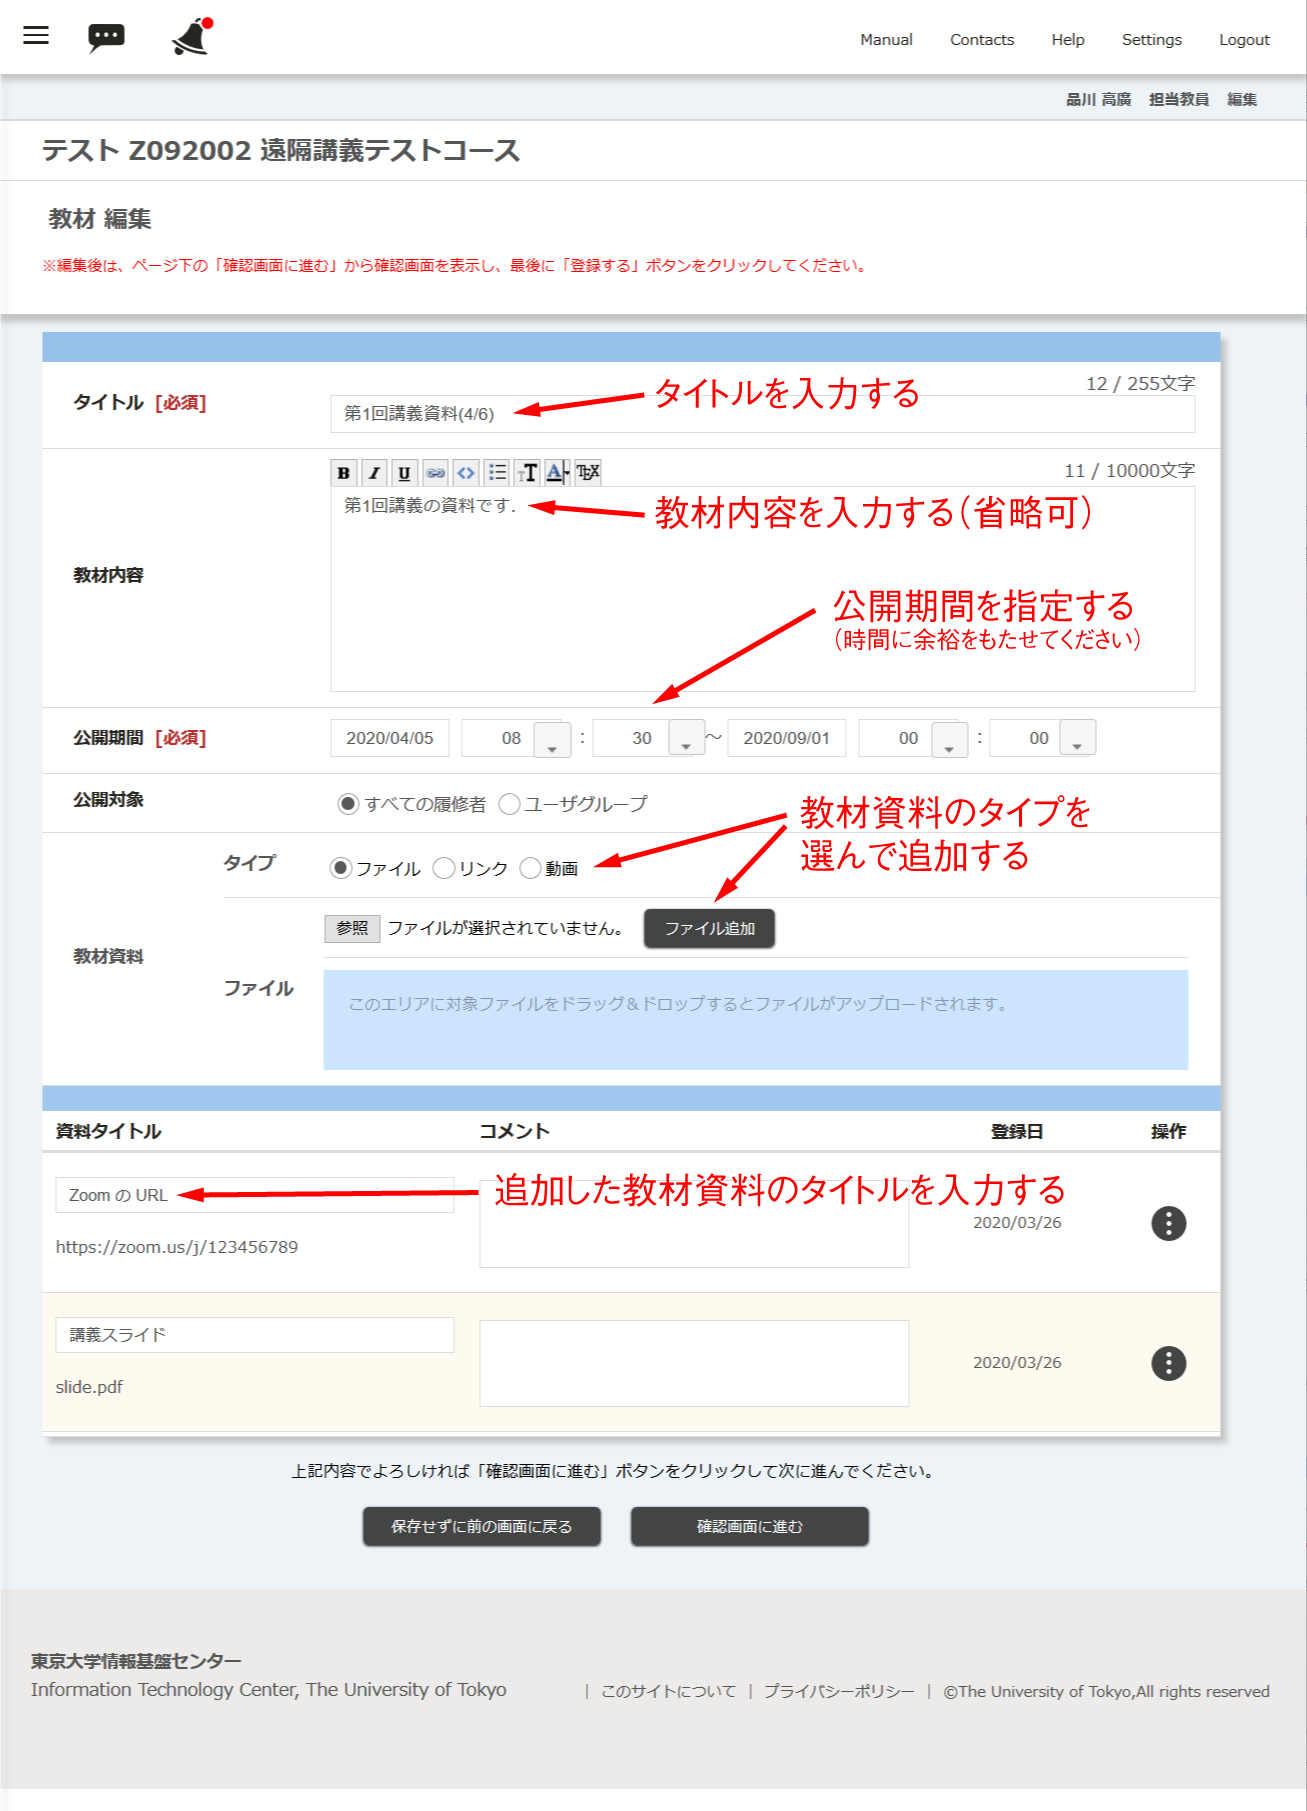 Manual Contacts Help Settings Logout
品川 高廣 担当教員 編集
テスト Z092002 遠隔講義テストコース
教材 編集
※編集後は、ページ下の「確認画面に進む」から確認画面を表示し、最後に「登録する」ボタンをクリックしてください。
12 / 255文字
タイトル [必須]
第1回講義資料(4/6)
タイトルを入力する
B I U <> TT A TEX
11 / 10000文字
第1回講義の資料です.
教材内容を入力する(省略可)
教材内容
公開期間を指定する
(時間に余裕をもたせてください)
公開期間 [必須] 2020/04/05 08 : 30 ～ 2020/09/01 00 : 00
公開対象 すべての履修者 ユーザグループ
教材資料のタイプを
選んで追加する
タイプ ファイル リンク 動画
参照 ファイルが選択されていません。 ファイル追加
教材資料
ファイル
このエリアに対象ファイルをドラッグ＆ドロップするとファイルがアップロードされます。
資料タイトル コメント 登録日 操作
Zoom の URL
追加した教材資料のタイトルを入力する
2020/03/26
https://zoom.us/j/123456789
講義スライド
2020/03/26
slide.pdf
上記内容でよろしければ「確認画面に進む」ボタンをクリックして次に進んでください。
保存せずに前の画面に戻る 確認画面に進む
東京大学情報基盤センター
Information Technology Center, The University of Tokyo
| このサイトについて | プライバシーポリシー | ©The University of Tokyo,All rights reserved